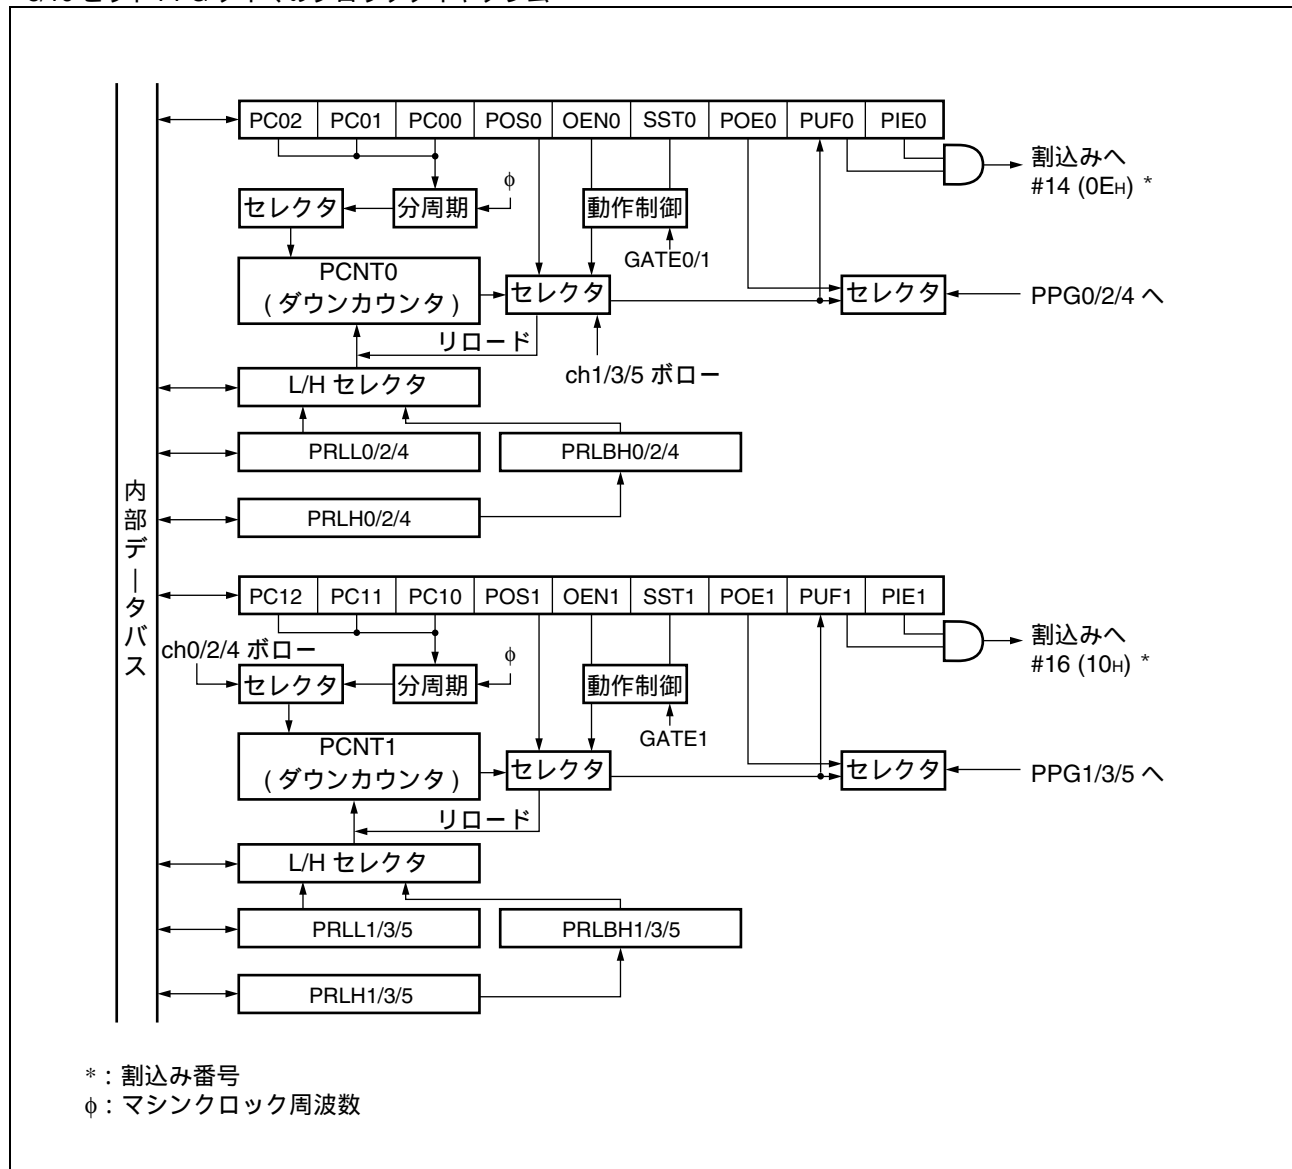 PC02 PC01 PC00 POS0 OEN0 SST0 POE0 PUF0 PIE0
割込みへ
#14 (0EH) *
φ
セレクタ 分周期 動作制御
GATE0/1
PCNT0
(ダウンカウンタ)
セレクタ セレクタ PPG0/2/4 へ
リロード
ch1/3/5 ボロー
L/H セレクタ
PRLL0/2/4 PRLBH0/2/4
PRLH0/2/4
内部データバス
PC12 PC11 PC10 POS1 OEN1 SST1 POE1 PUF1 PIE1
割込みへ
#16 (10H) *
ch0/2/4 ボロー
φ
セレクタ 分周期 動作制御
GATE1
PCNT1
(ダウンカウンタ)
セレクタ セレクタ PPG1/3/5 へ
リロード
L/H セレクタ
PRLL1/3/5 PRLBH1/3/5
PRLH1/3/5
*：割込み番号
φ：マシンクロック周波数